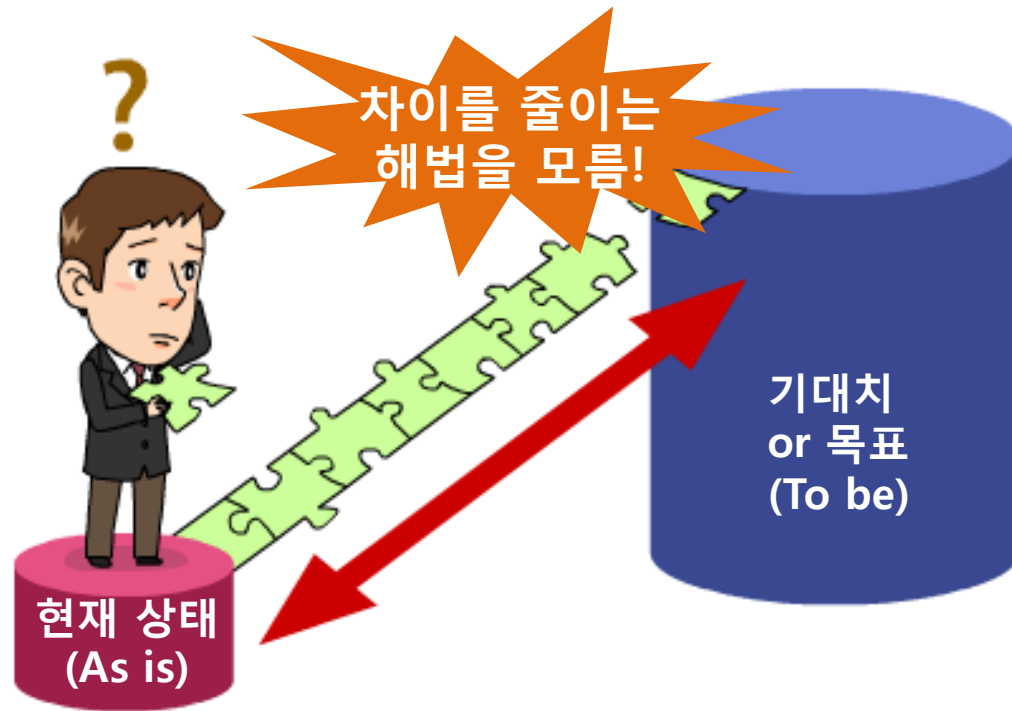 ?
차이를 줄이는
해법을 모름!
기대치
or 목표
(To be)
현재 상태
(As is)